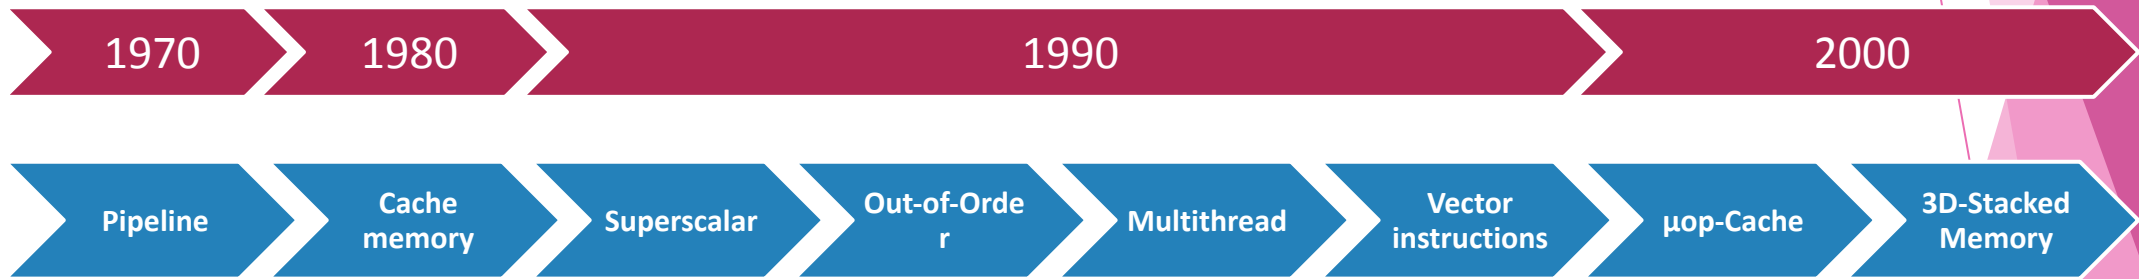 1970
1980
1990
2000
Pipeline
Cache
memory
Superscalar
Out-of-Orde
r
Multithread
Vector
instructions
µop-Cache
3D-Stacked
Memory